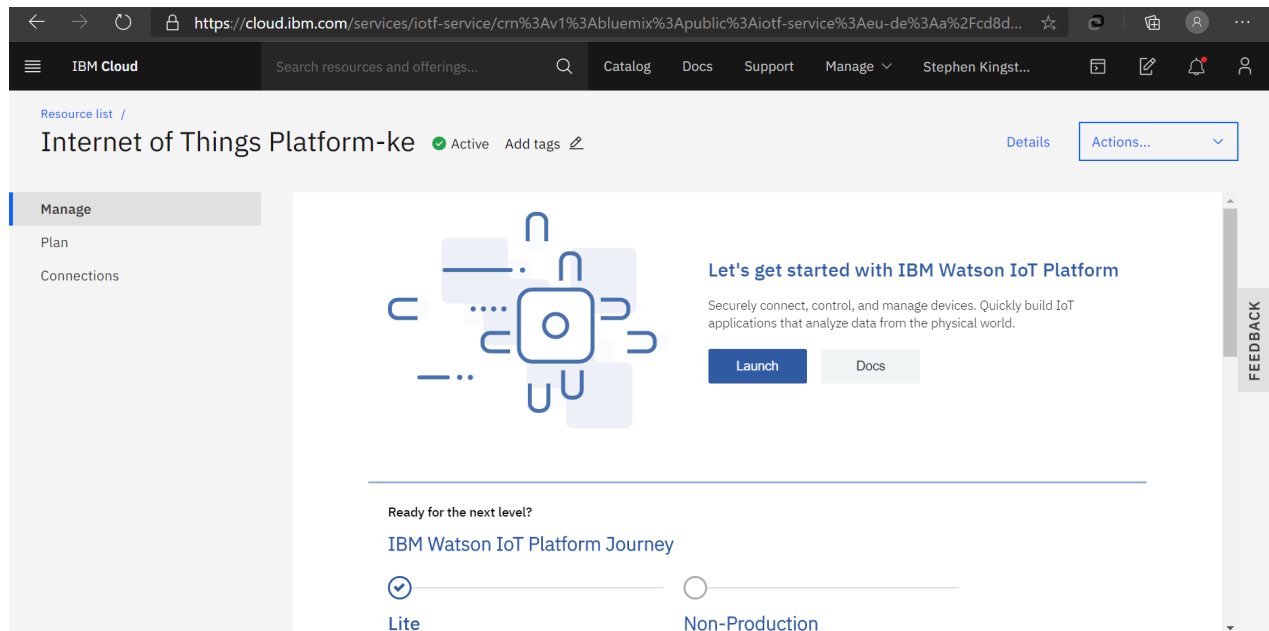 https://cloud.ibm.com/services/iotf-service/crn%3Av1%3Abluemix%3Apublic%3Aiotf-service%3Aeu-de%3Aa%2Fcd8d...
IBM Cloud
Search resources and offerings...
Catalog
Docs
Support
Manage
Stephen Kingst...
Resource list /
Internet of Things Platform-ke
Active
Add tags
Details
Actions...
Manage
Plan
Connections
Let's get started with IBM Watson IoT Platform
Securely connect, control, and manage devices. Quickly build IoT
applications that analyze data from the physical world.
Launch
Docs
FEEDBACK
Ready for the next level?
IBM Watson IoT Platform Journey
Lite
Non-Production